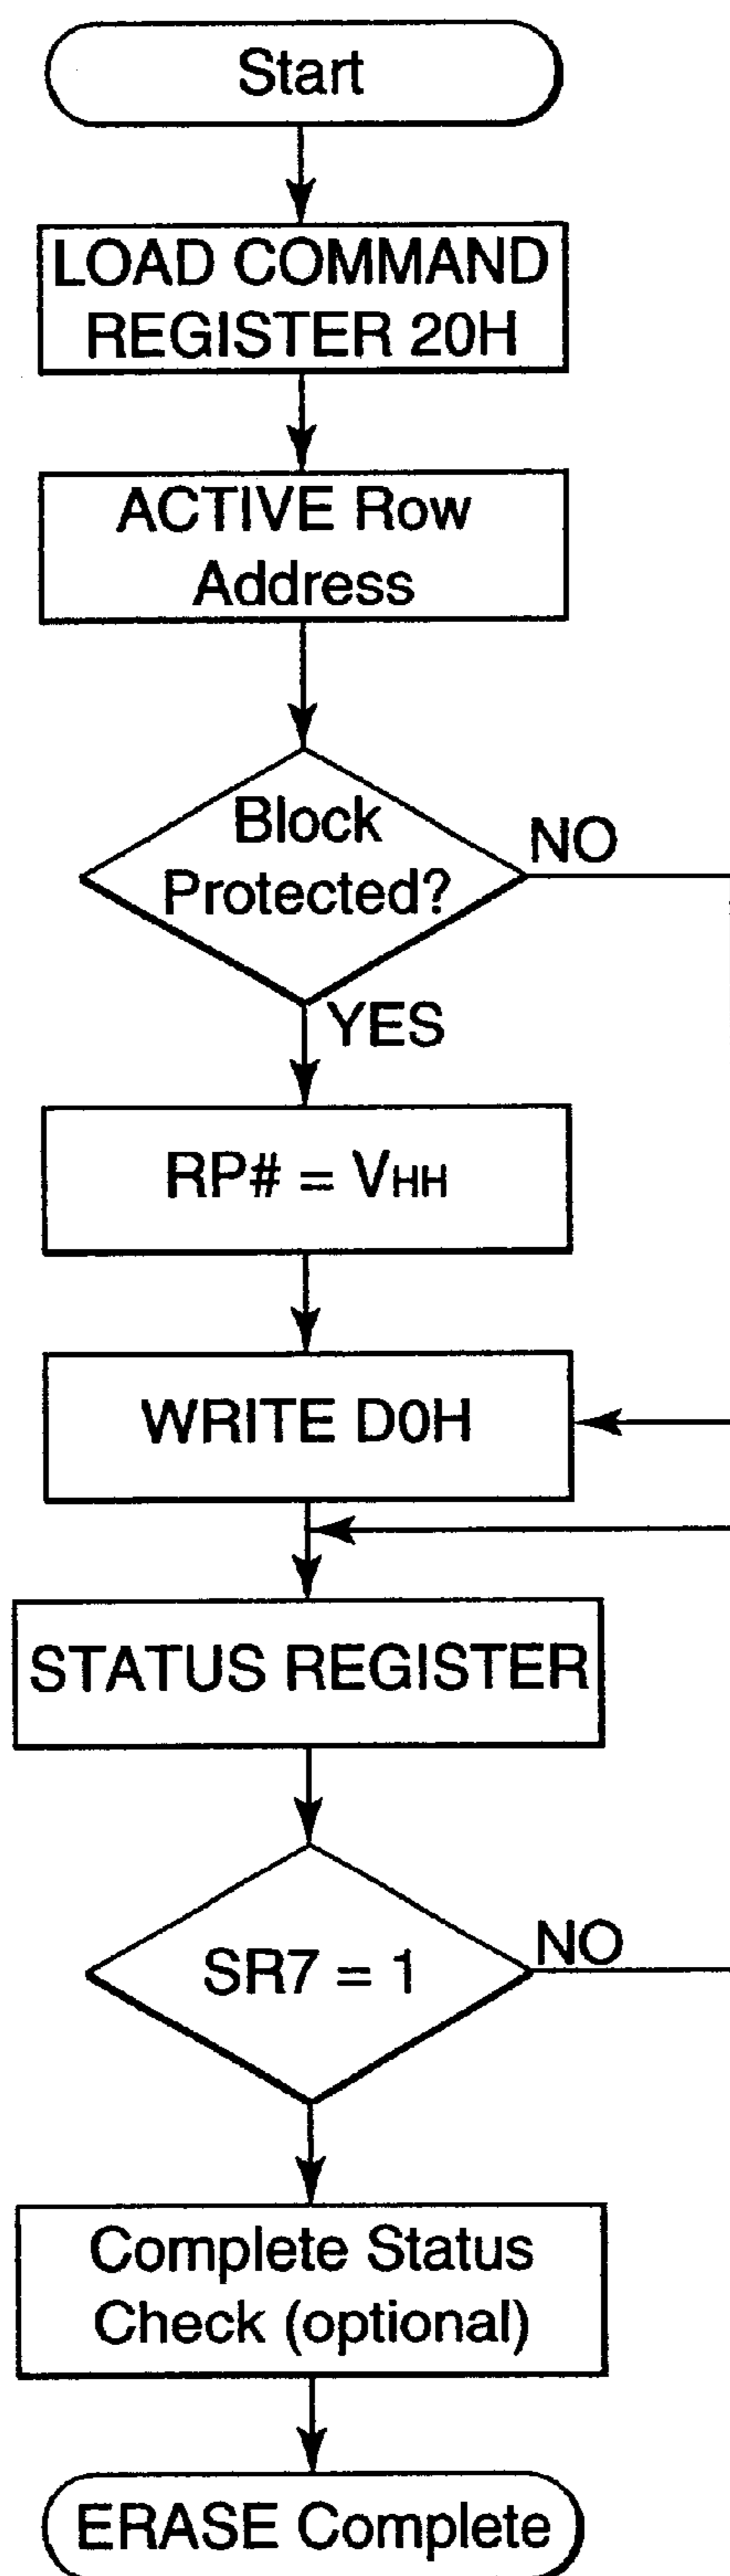 Start
LOAD COMMAND
REGISTER 20H
ACTIVE Row
Address
Block
Protected?
NO
YES
RP# = VHH
WRITE D0H
STATUS REGISTER
SR7 = 1
NO
Complete Status
Check (optional)
ERASE Complete